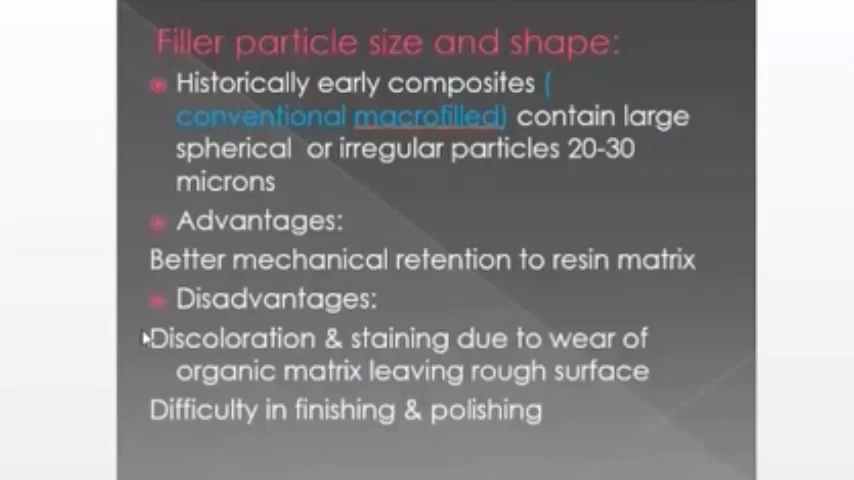 Filler particle size and shape:
Historically early composites (
conventional macrofilled) contain large
spherical or irregular particles 20-30
microns
Advantages:
Better mechanical retention to resin matrix
Disadvantages:
Discoloration & staining due to wear of
organic matrix leaving rough surface
Difficulty in finishing & polishing